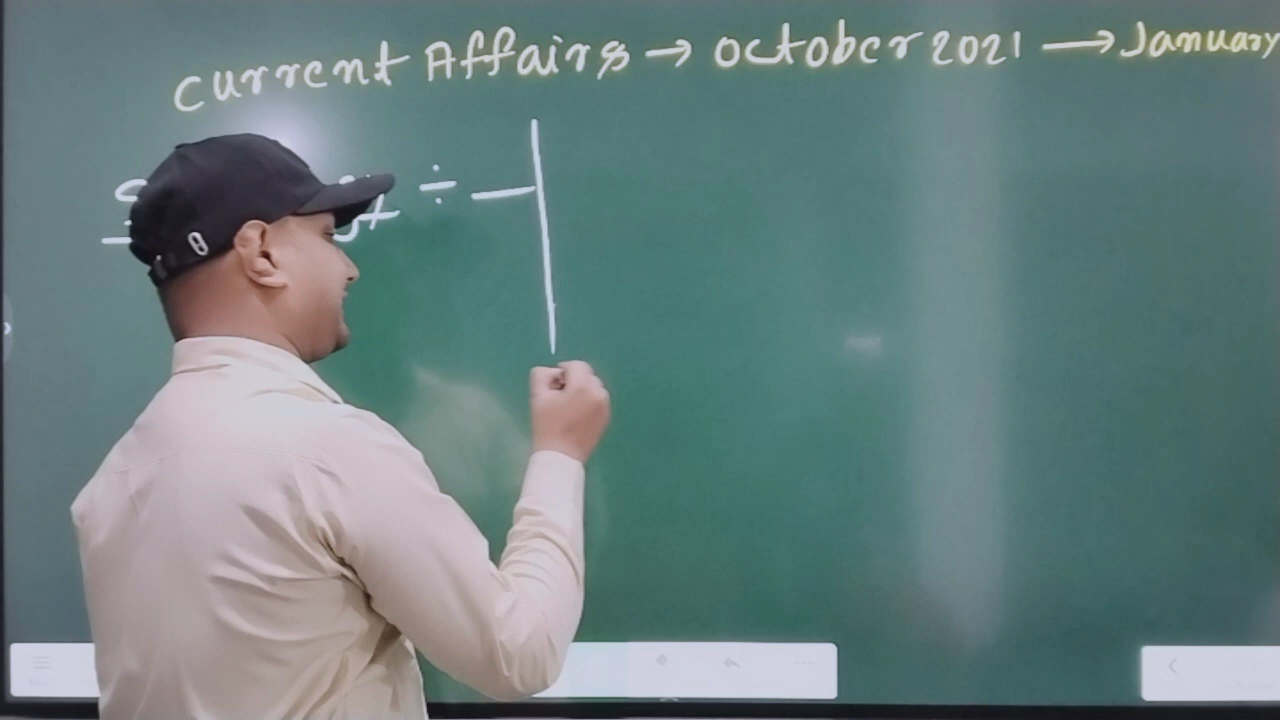 Current Affairs → October 2021 → January
÷ —